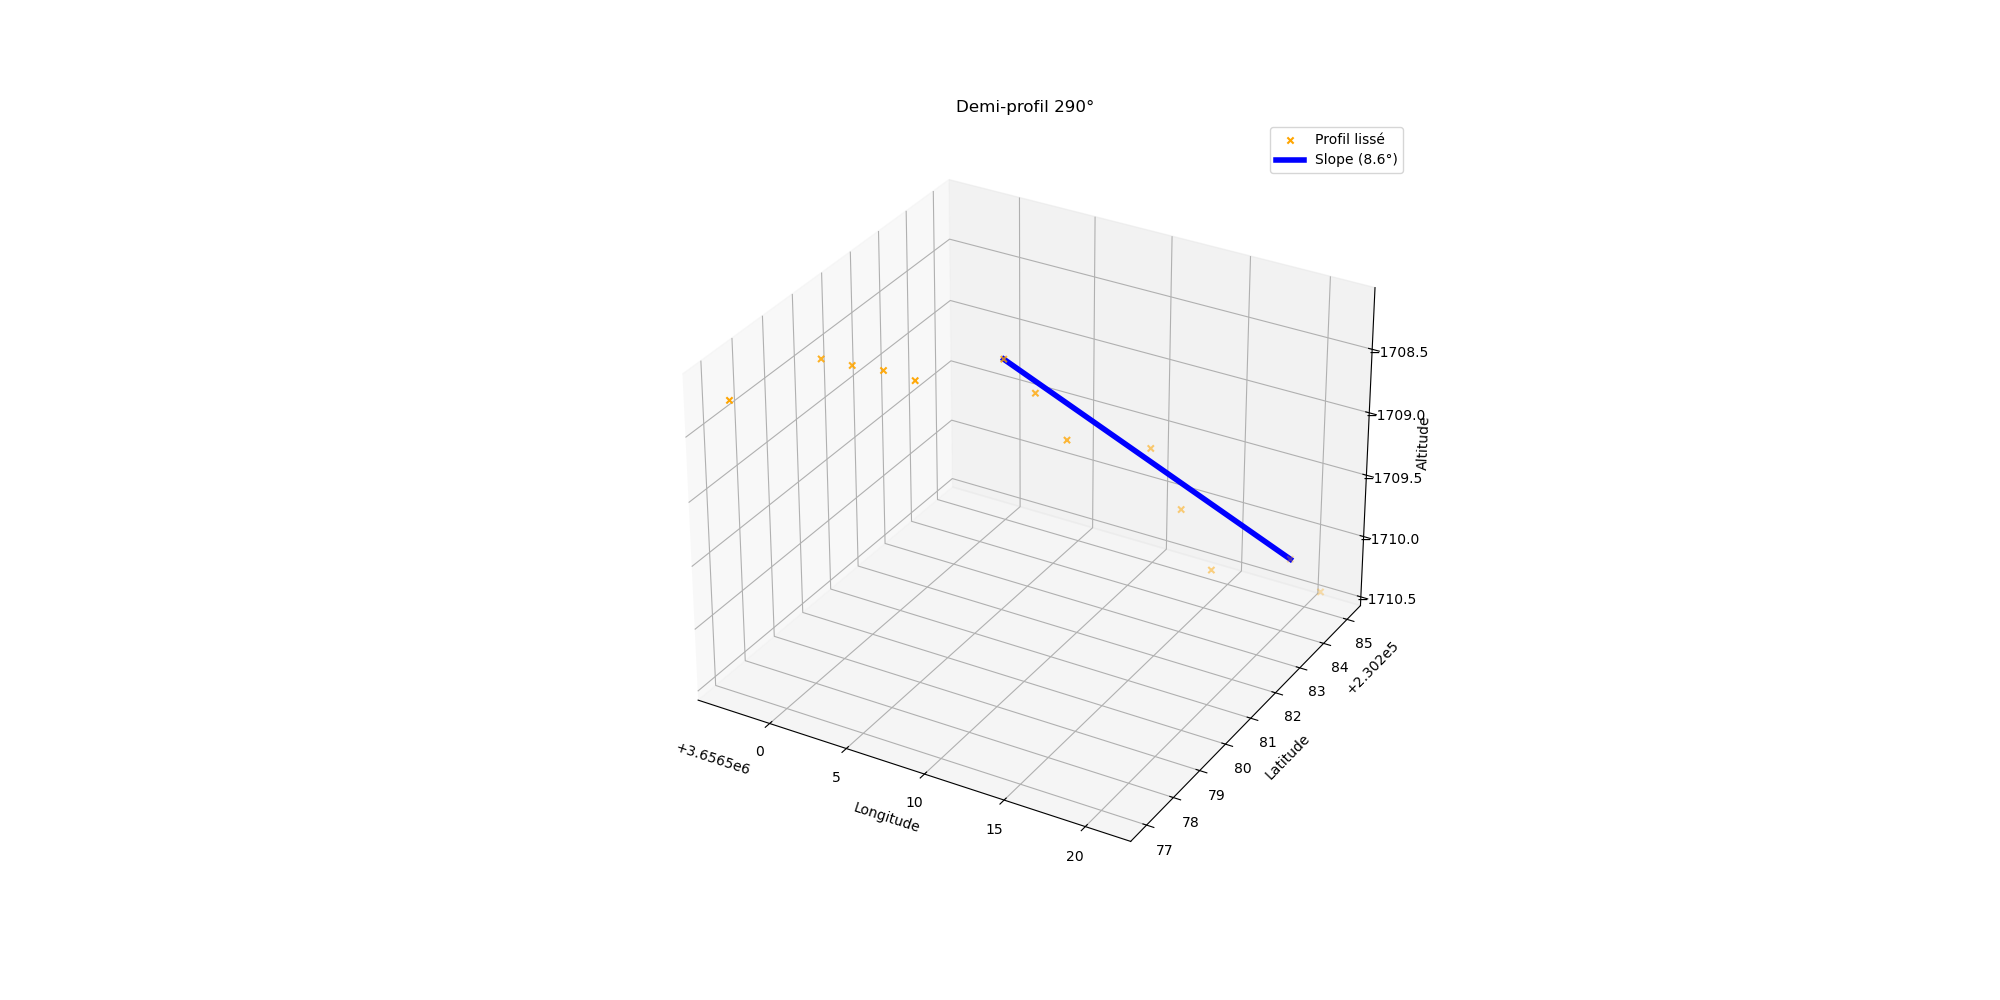 Demi-profil 290°
Profil lissé
Slope (8.6°)
−1708.5
−1709.0
−1709.5
−1710.0
−1710.5
Altitude
85
84
83
82
81
80
79
78
77
+2.302e5
Latitude
0
5
10
15
20
+3.6565e6
Longitude